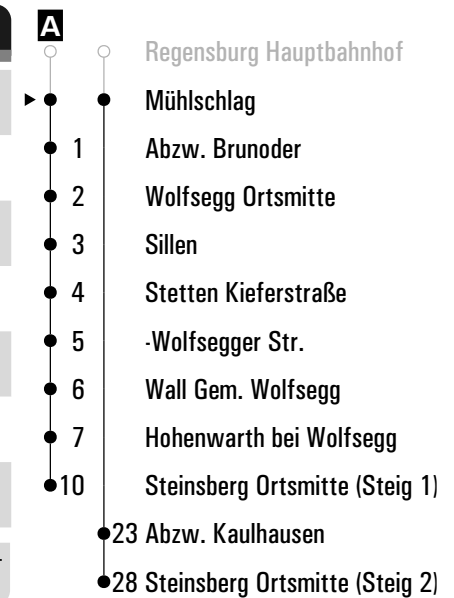 A
Regensburg Hauptbahnhof
Mühlschlag
1 Abzw. Brunoder
2 Wolfsegg Ortsmitte
3 Sillen
4 Stetten Kieferstraße
5 -Wolfsegger Str.
6 Wall Gem. Wolfsegg
7 Hohenwarth bei Wolfsegg
10 Steinsberg Ortsmitte (Steig 1)
23 Abzw. Kaulhausen
28 Steinsberg Ortsmitte (Steig 2)